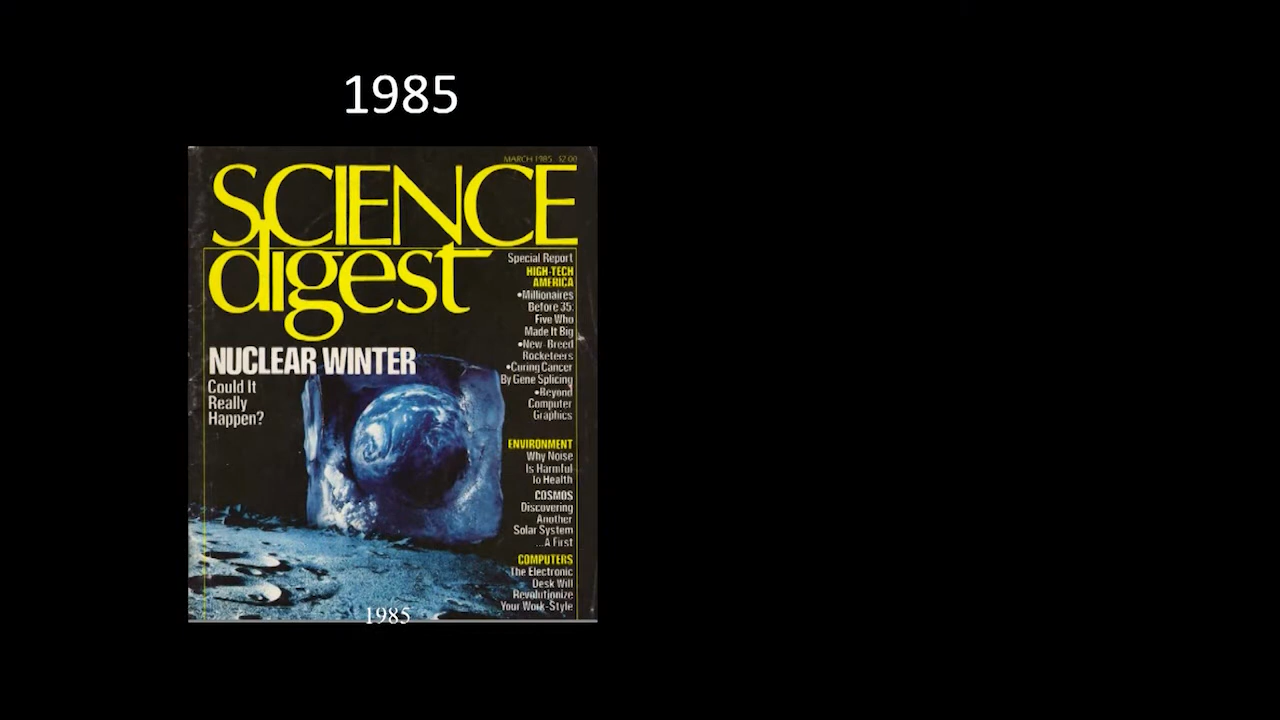 1985
MARCH 1985 $2.00
SCIENCE
digest
Special Report
HIGH-TECH
AMERICA
•Millionaires
Before 35:
Five Who
Made It Big
•New-Breed
Rocketeers
•Curing Cancer
By Gene Splicing
•Beyond
Computer
Graphics
NUCLEAR WINTER
Could It
Really
Happen?
ENVIRONMENT
Why Noise
Is Harmful
To Health
COSMOS
Discovering
Another
Solar System
...A First
COMPUTERS
The Electronic
Desk Will
Revolutionize
Your Work-Style
1985